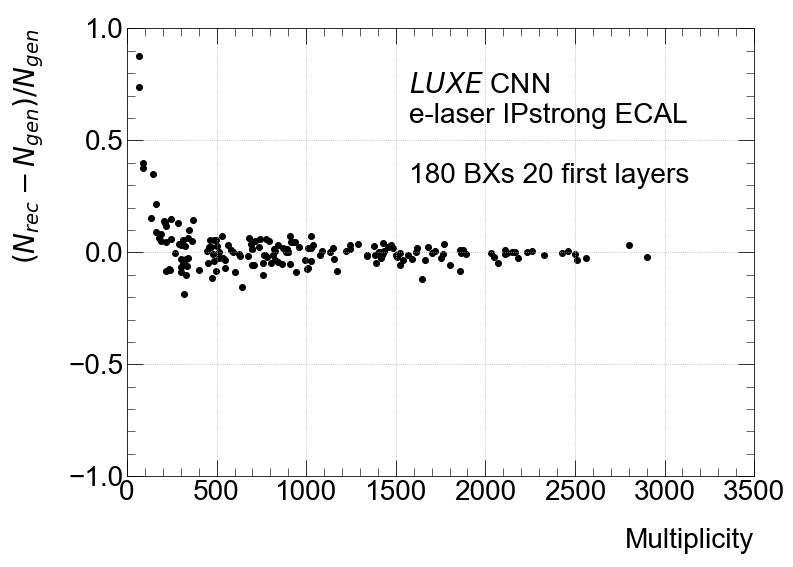 (N_rec − N_gen)/N_gen
1.0
0.5
0.0
−0.5
−1.0
LUXE CNN
e-laser IPstrong ECAL
180 BXs 20 first layers
0 500 1000 1500 2000 2500 3000 3500
Multiplicity